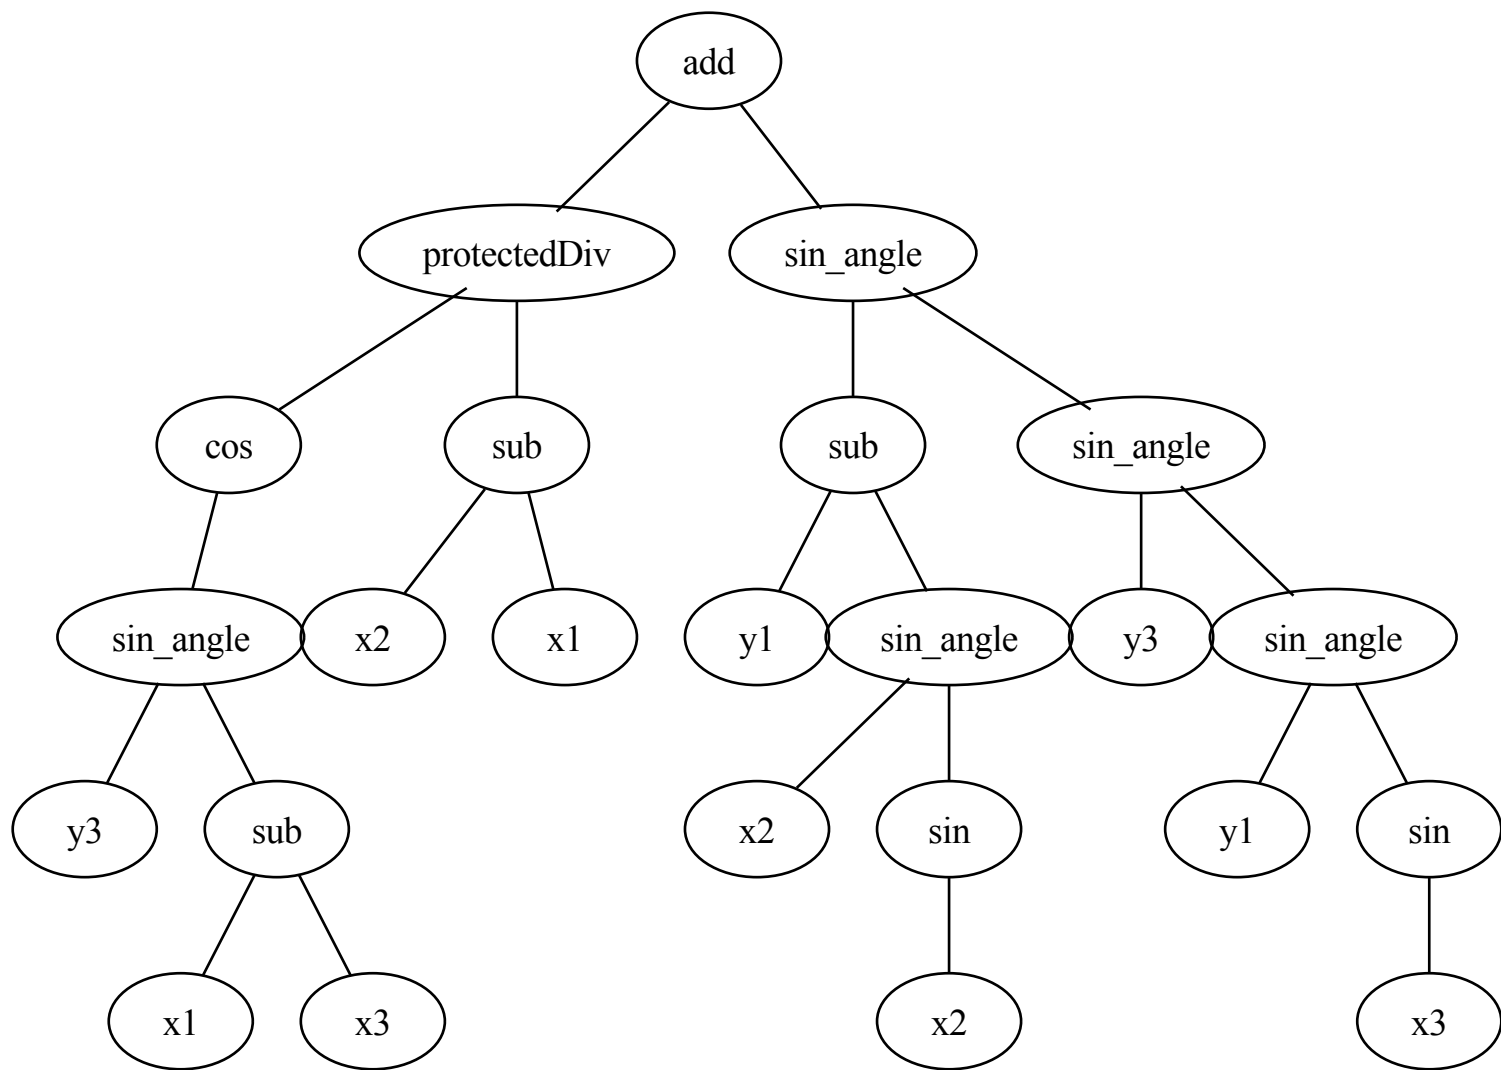 add
protectedDiv
sin_angle
cos
sub
sub
sin_angle
sin_angle
x2
x1
y1
sin_angle
y3
sin_angle
y3
sub
x2
sin
y1
sin
x1
x3
x2
x3